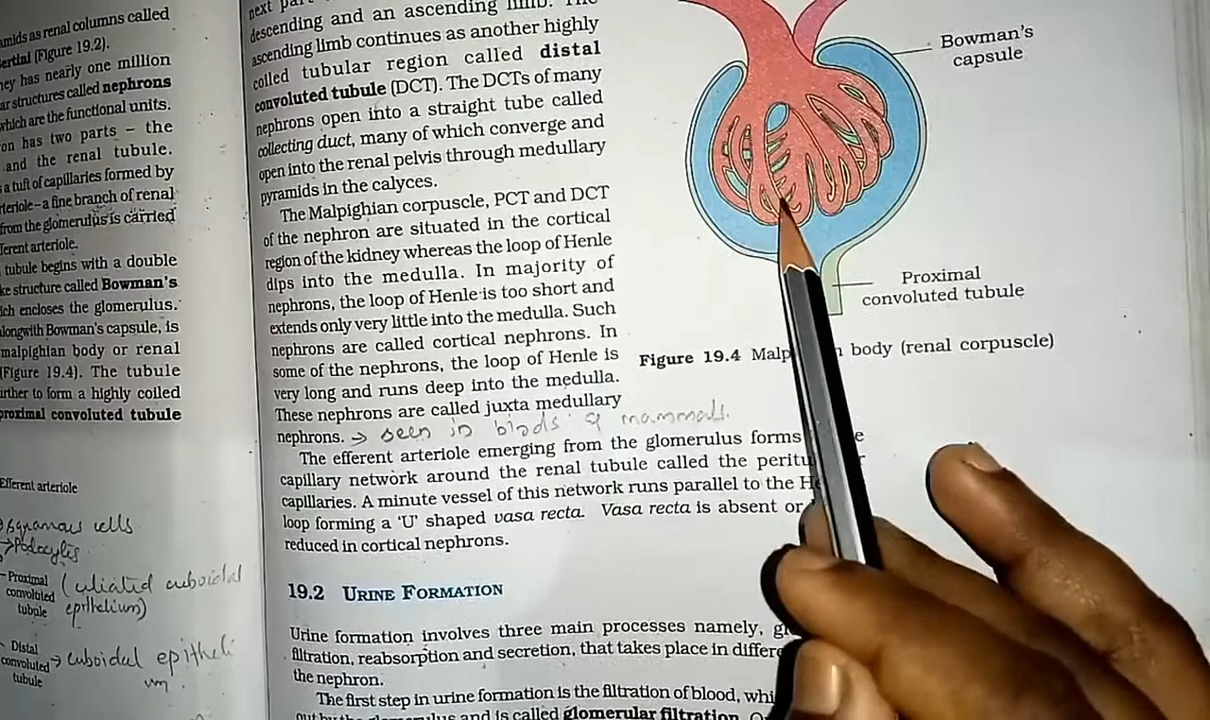 amids as renal columns called
ertini (Figure 19.2).
ney has nearly one million
ar structures called nephrons
which are the functional units.
on has two parts – the
and the renal tubule.
a tuft of capillaries formed by
rteriole – a fine branch of renal
from the glomerulus is carried
ferent arteriole.
tubule begins with a double
ke structure called Bowman's
ich encloses the glomerulus.
alongwith Bowman's capsule, is
malpighian body or renal
(Figure 19.4). The tubule
urther to form a highly coiled
proximal convoluted tubule
Efferent arteriole
squamous cells
→Podocytes
Proximal convoluted tubule (ciliated cuboidal epithelium)
Distal convoluted tubule → cuboidal epitheli
um.
next part
descending and an ascending limb. The
ascending limb continues as another highly
coiled tubular region called distal
convoluted tubule (DCT). The DCTs of many
nephrons open into a straight tube called
collecting duct, many of which converge and
open into the renal pelvis through medullary
pyramids in the calyces.
The Malpighian corpuscle, PCT and DCT
of the nephron are situated in the cortical
region of the kidney whereas the loop of Henle
dips into the medulla. In majority of
nephrons, the loop of Henle is too short and
extends only very little into the medulla. Such
nephrons are called cortical nephrons. In
some of the nephrons, the loop of Henle is
very long and runs deep into the medulla.
These nephrons are called juxta medullary
nephrons. → seen in birds & mammals.
The efferent arteriole emerging from the glomerulus forms e
capillary network around the renal tubule called the peritu
capillaries. A minute vessel of this network runs parallel to the He
loop forming a 'U' shaped vasa recta. Vasa recta is absent or
reduced in cortical nephrons.
19.2 URINE FORMATION
Urine formation involves three main processes namely, gl
filtration, reabsorption and secretion, that takes place in differe
the nephron.
The first step in urine formation is the filtration of blood, whi
out by the glomerulus and is called glomerular filtration.
Bowman's
capsule
Proximal
convoluted tubule
Figure 19.4 Malp n body (renal corpuscle)